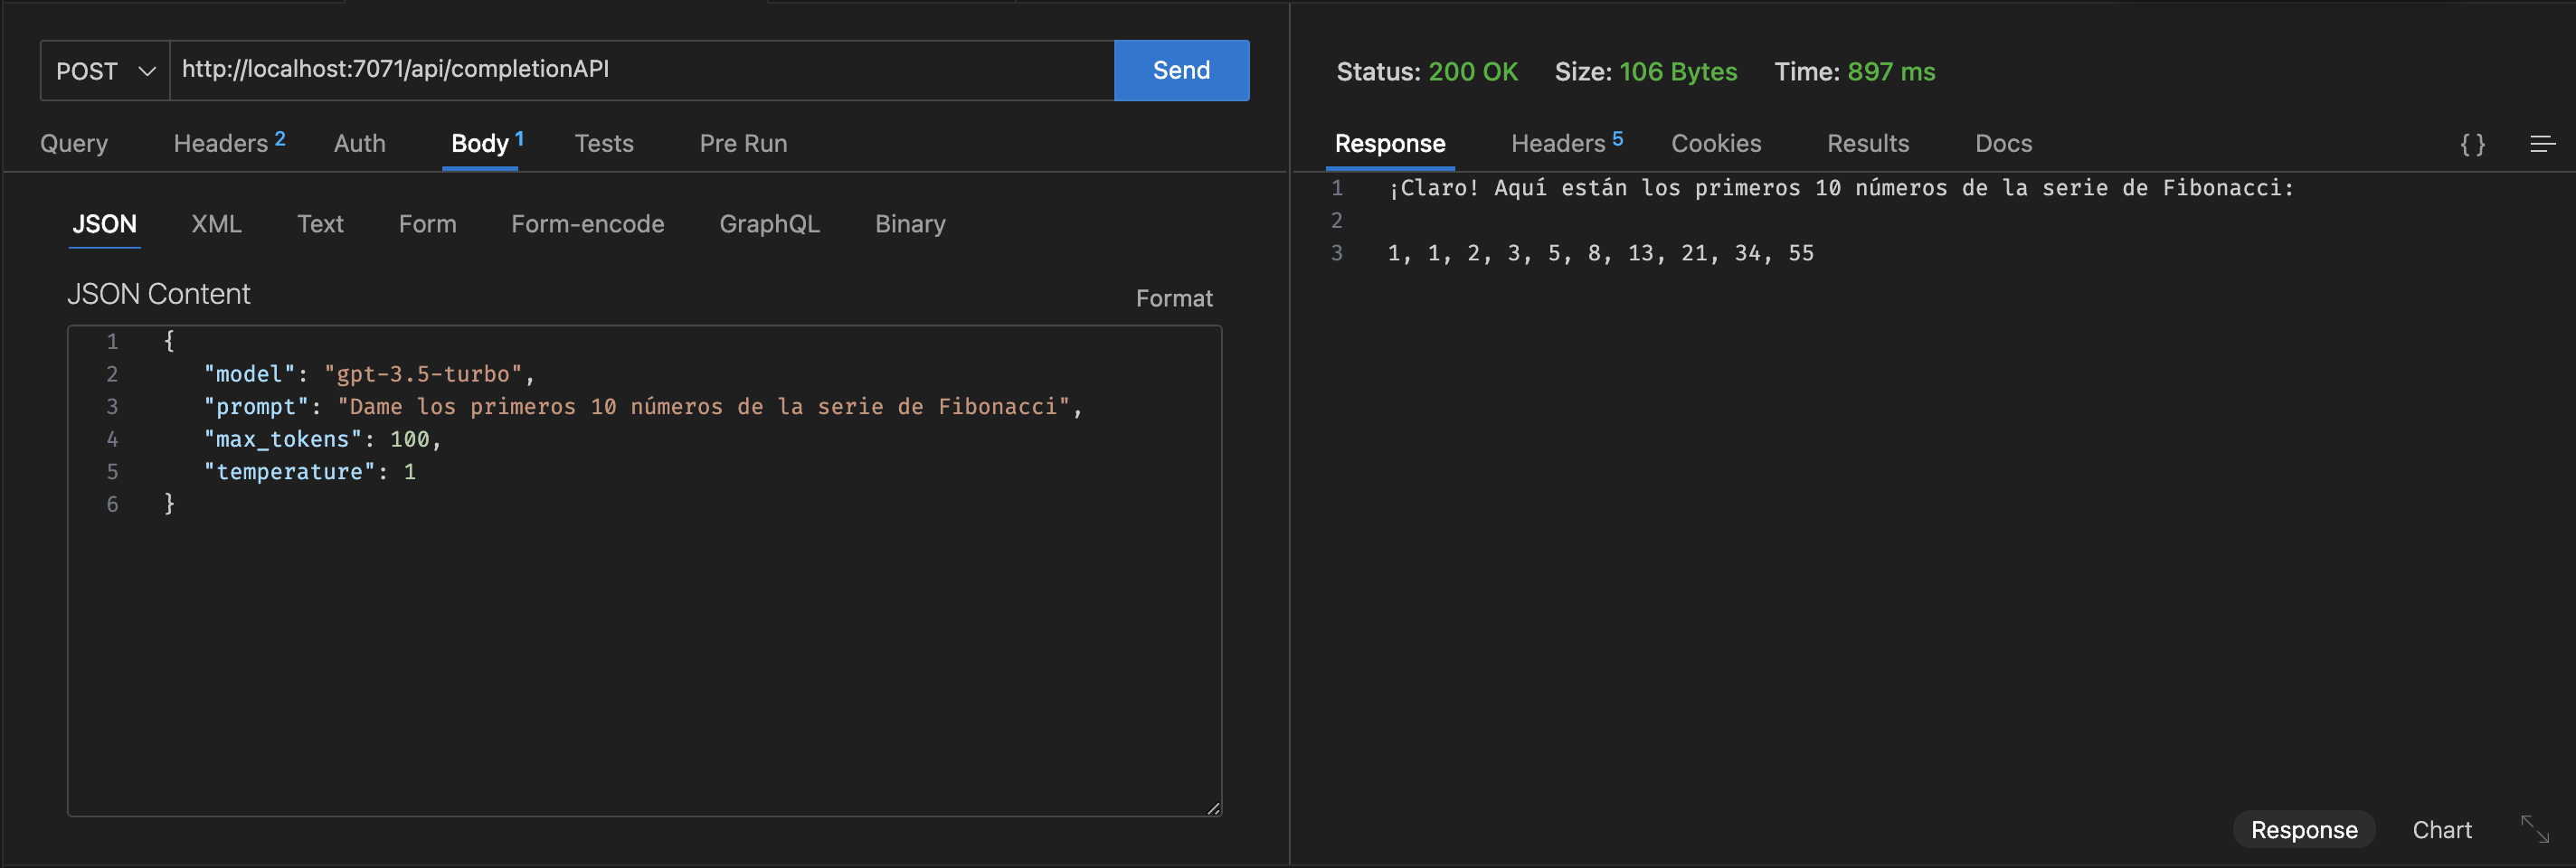 POST http://localhost:7071/api/completionAPI Send
Query Headers 2 Auth Body 1 Tests Pre Run
JSON XML Text Form Form-encode GraphQL Binary
JSON Content Format
1 {
2 "model": "gpt-3.5-turbo",
3 "prompt": "Dame los primeros 10 números de la serie de Fibonacci",
4 "max_tokens": 100,
5 "temperature": 1
6 }
Status: 200 OK Size: 106 Bytes Time: 897 ms
Response Headers 5 Cookies Results Docs { }
1 ¡Claro! Aquí están los primeros 10 números de la serie de Fibonacci:
2
3 1, 1, 2, 3, 5, 8, 13, 21, 34, 55
Response Chart